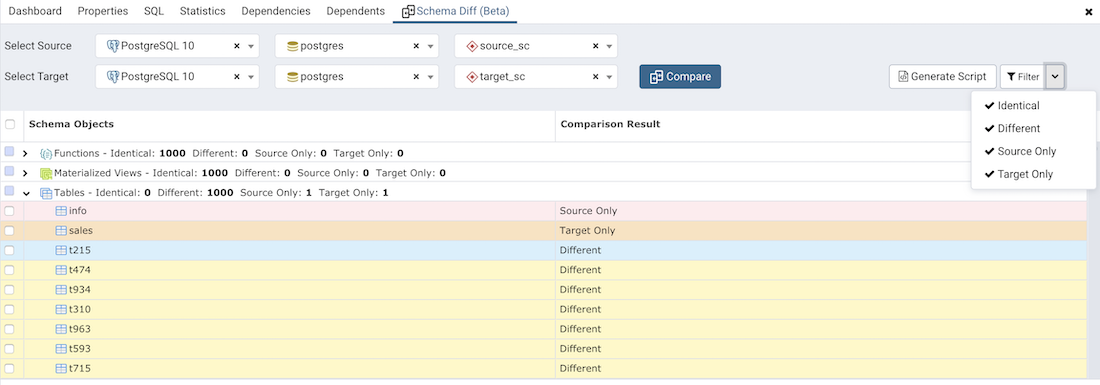 Dashboard Properties SQL Statistics Dependencies Dependents Schema Diff (Beta)
Select Source PostgreSQL 10 postgres source_sc
Select Target PostgreSQL 10 postgres target_sc Compare Generate Script Filter
Identical
Different
Source Only
Target Only
Schema Objects Comparison Result
Functions - Identical: 1000 Different: 0 Source Only: 0 Target Only: 0
Materialized Views - Identical: 1000 Different: 0 Source Only: 0 Target Only: 0
Tables - Identical: 0 Different: 1000 Source Only: 1 Target Only: 1
info Source Only
sales Target Only
t215 Different
t474 Different
t934 Different
t310 Different
t963 Different
t593 Different
t715 Different